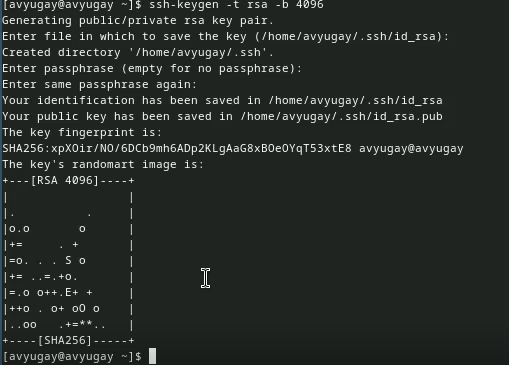 [avyugay@avyugay ~]$ ssh-keygen -t rsa -b 4096
Generating public/private rsa key pair.
Enter file in which to save the key (/home/avyugay/.ssh/id_rsa):
Created directory '/home/avyugay/.ssh'.
Enter passphrase (empty for no passphrase):
Enter same passphrase again:
Your identification has been saved in /home/avyugay/.ssh/id_rsa
Your public key has been saved in /home/avyugay/.ssh/id_rsa.pub
The key fingerprint is:
SHA256:xpXOir/NO/6DCb9mh6ADp2KLgAaG8xBOeOYqT53xtE8 avyugay@avyugay
The key's randomart image is:
+---[RSA 4096]----+
|                 |
|.          .     |
|o.o       o      |
|+=      . +      |
|=o. . . S o      |
|+= ..=.+o.       |
|=.o o++.E+ +     |
|++o . o+ oO o    |
|..oo   .+=**..   |
+----[SHA256]-----+
[avyugay@avyugay ~]$